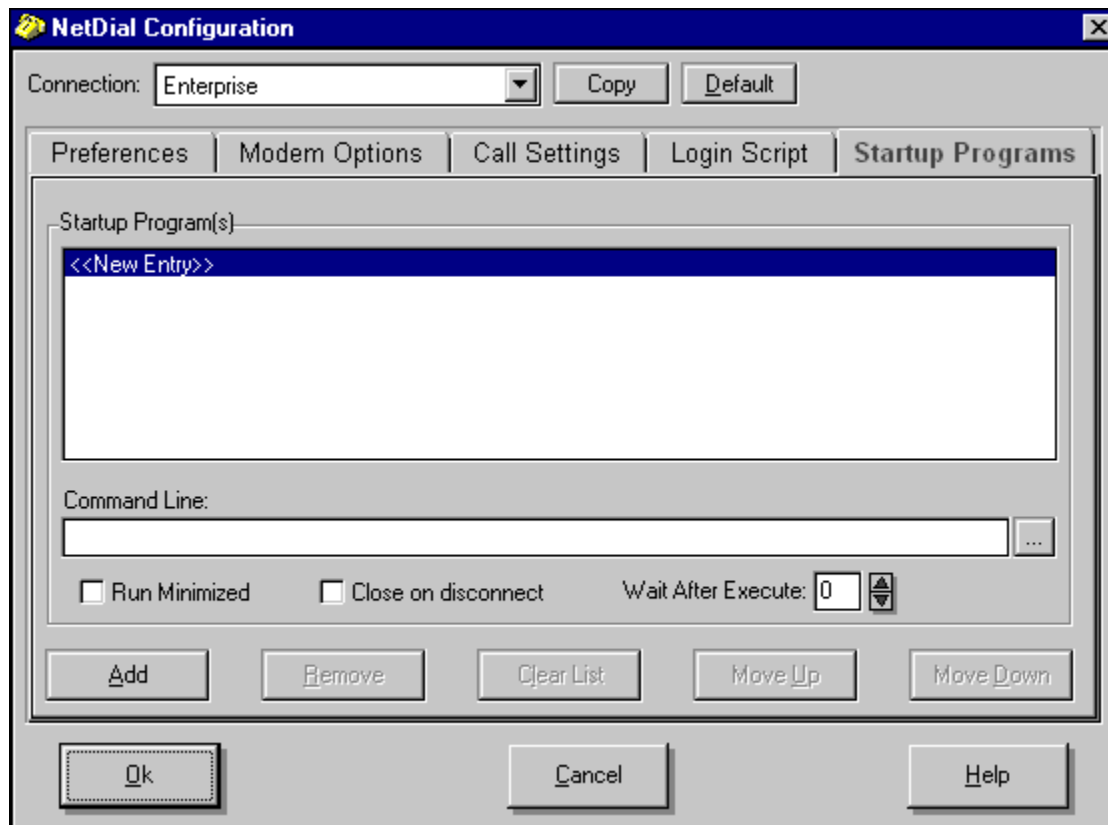 NetDial Configuration
Connection: Enterprise Copy Default
Preferences Modem Options Call Settings Login Script Startup Programs
Startup Program(s)
<<New Entry>>
Command Line:
...
Run Minimized Close on disconnect Wait After Execute: 0
Add Remove Clear List Move Up Move Down
Ok Cancel Help